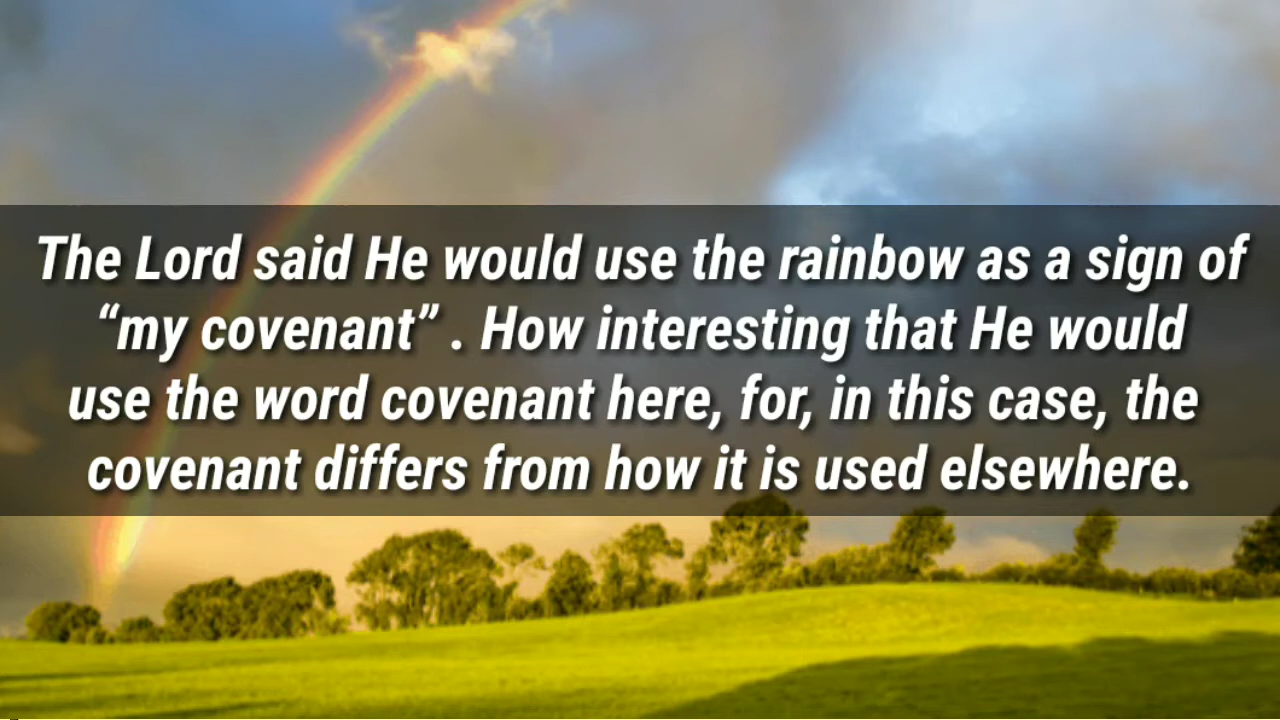 The Lord said He would use the rainbow as a sign of
“my covenant” . How interesting that He would
use the word covenant here, for, in this case, the
covenant differs from how it is used elsewhere.